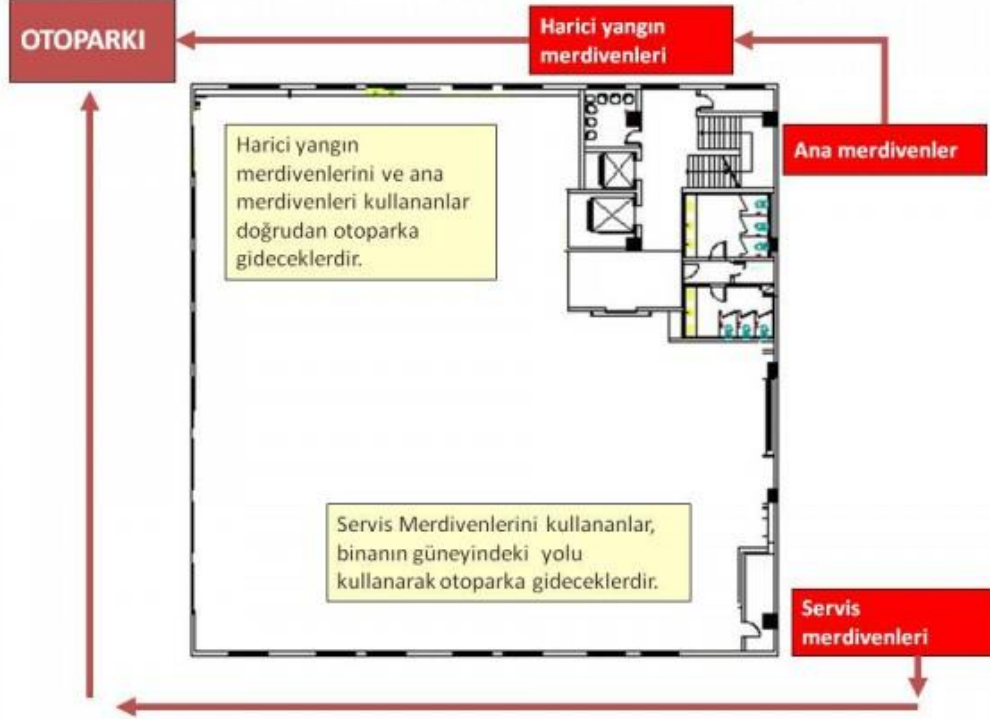 OTOPARKI
Harici yangın
merdivenleri
Ana merdivenler
Harici yangın
merdivenlerini ve ana
merdivenleri kullananlar
doğrudan otoparka
gideceklerdir.
Servis Merdivenlerini kullananlar,
binanın güneyindeki yolu
kullanarak otoparka gideceklerdir.
Servis
merdivenleri